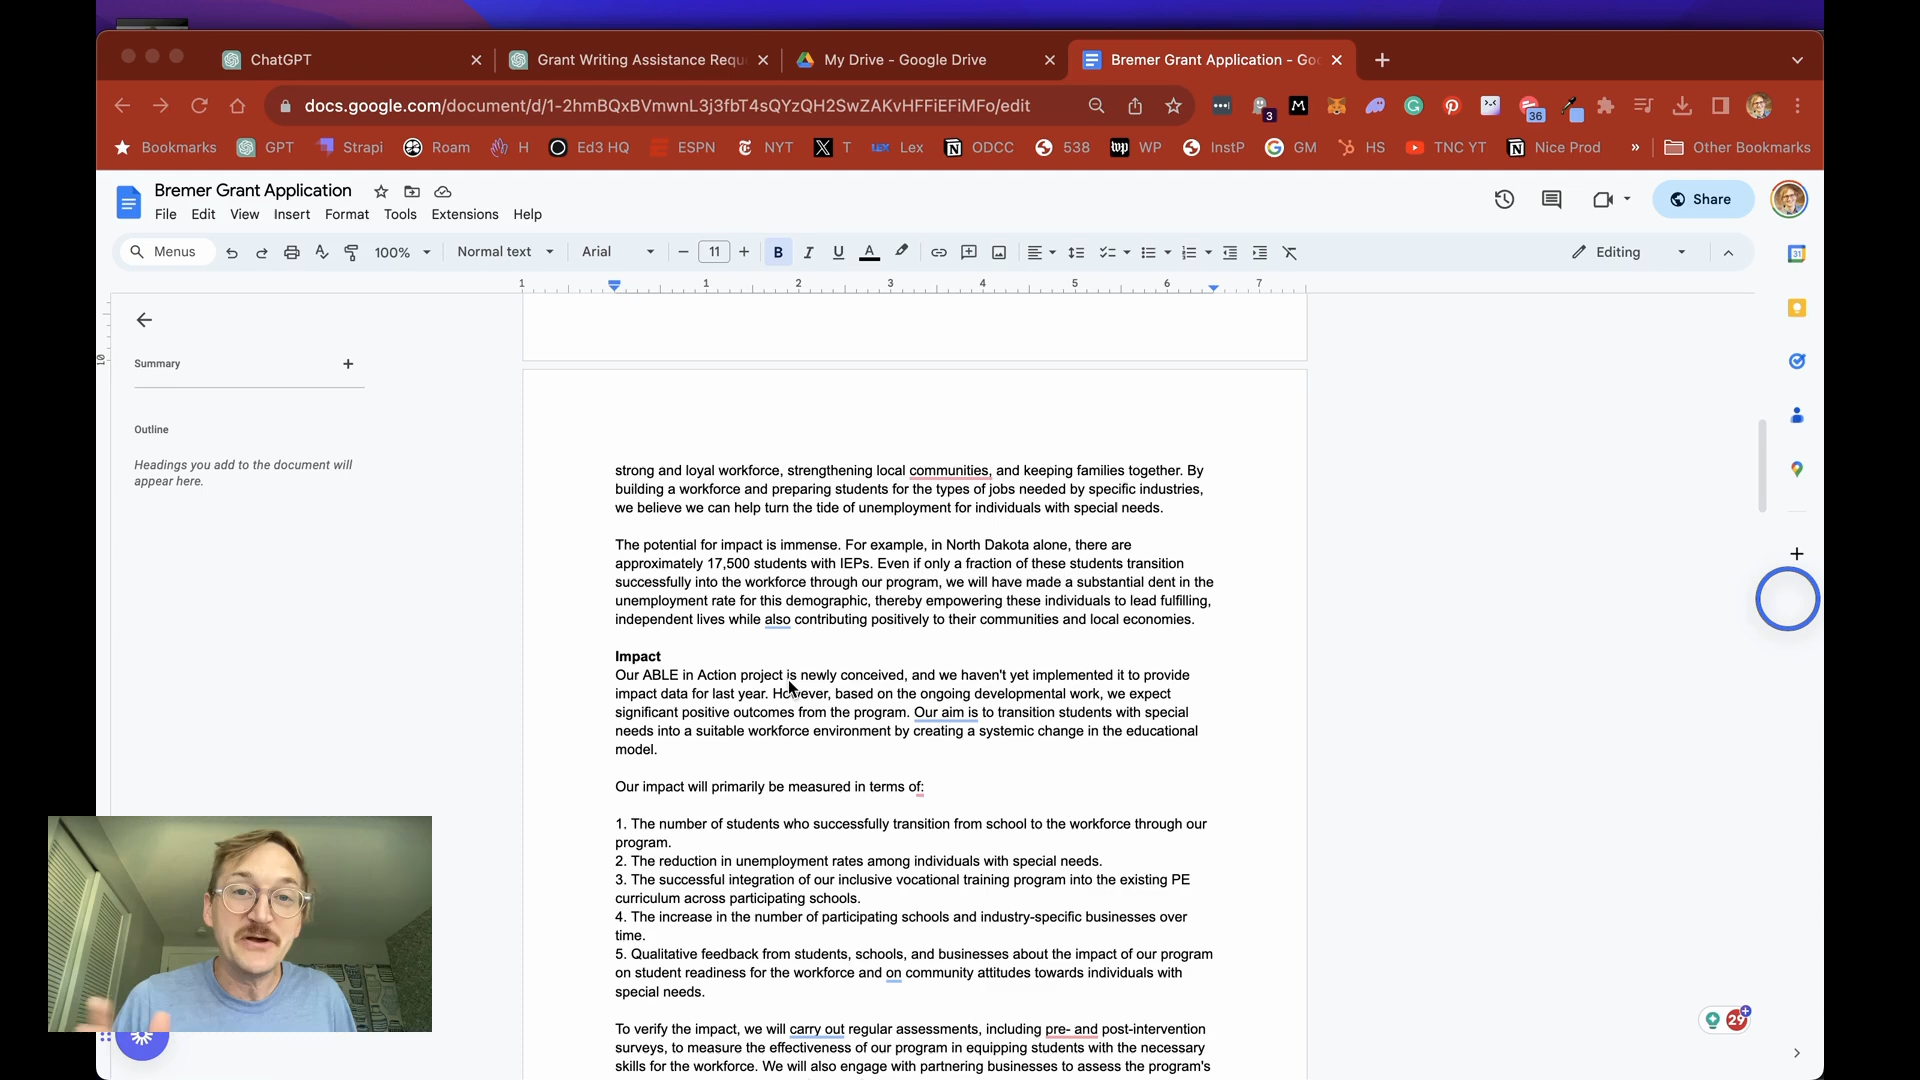 ChatGPT
Grant Writing Assistance Requ
My Drive - Google Drive
Bremer Grant Application - Go
docs.google.com/document/d/1-2hmBQxBVmwnL3j3fbT4sQYzQH2SwZAKvHFFiEFiMFo/edit
3
36
Bookmarks
GPT
Strapi
Roam
H
Ed3 HQ
ESPN
NYT
T
Lex
ODCC
538
WP
InstP
GM
HS
TNC YT
Nice Prod
»
Other Bookmarks
Bremer Grant Application
File Edit View Insert Format Tools Extensions Help
Share
Menus
100%
Normal text
Arial
11
B I U A
Editing
31
1 1 2 3 4 5 6 7
10
Summary
Outline
Headings you add to the document will
appear here.
strong and loyal workforce, strengthening local communities, and keeping families together. By
building a workforce and preparing students for the types of jobs needed by specific industries,
we believe we can help turn the tide of unemployment for individuals with special needs.
The potential for impact is immense. For example, in North Dakota alone, there are
approximately 17,500 students with IEPs. Even if only a fraction of these students transition
successfully into the workforce through our program, we will have made a substantial dent in the
unemployment rate for this demographic, thereby empowering these individuals to lead fulfilling,
independent lives while also contributing positively to their communities and local economies.
Impact
Our ABLE in Action project is newly conceived, and we haven't yet implemented it to provide
impact data for last year. However, based on the ongoing developmental work, we expect
significant positive outcomes from the program. Our aim is to transition students with special
needs into a suitable workforce environment by creating a systemic change in the educational
model.
Our impact will primarily be measured in terms of:
1. The number of students who successfully transition from school to the workforce through our
program.
2. The reduction in unemployment rates among individuals with special needs.
3. The successful integration of our inclusive vocational training program into the existing PE
curriculum across participating schools.
4. The increase in the number of participating schools and industry-specific businesses over
time.
5. Qualitative feedback from students, schools, and businesses about the impact of our program
on student readiness for the workforce and on community attitudes towards individuals with
special needs.
To verify the impact, we will carry out regular assessments, including pre- and post-intervention
surveys, to measure the effectiveness of our program in equipping students with the necessary
skills for the workforce. We will also engage with partnering businesses to assess the program's
29